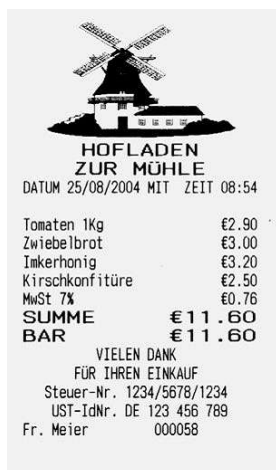 HOFLADEN
ZUR MÜHLE
DATUM 25/08/2004 MIT ZEIT 08:54
Tomaten 1Kg €2.90
Zwiebelbrot €3.00
Imkerhonig €3.20
Kirschkonfitüre €2.50
MwSt 7% €0.76
SUMME €11.60
BAR €11.60
VIELEN DANK
FÜR IHREN EINKAUF
Steuer-Nr. 1234/5678/1234
UST-IdNr. DE 123 456 789
Fr. Meier 000058